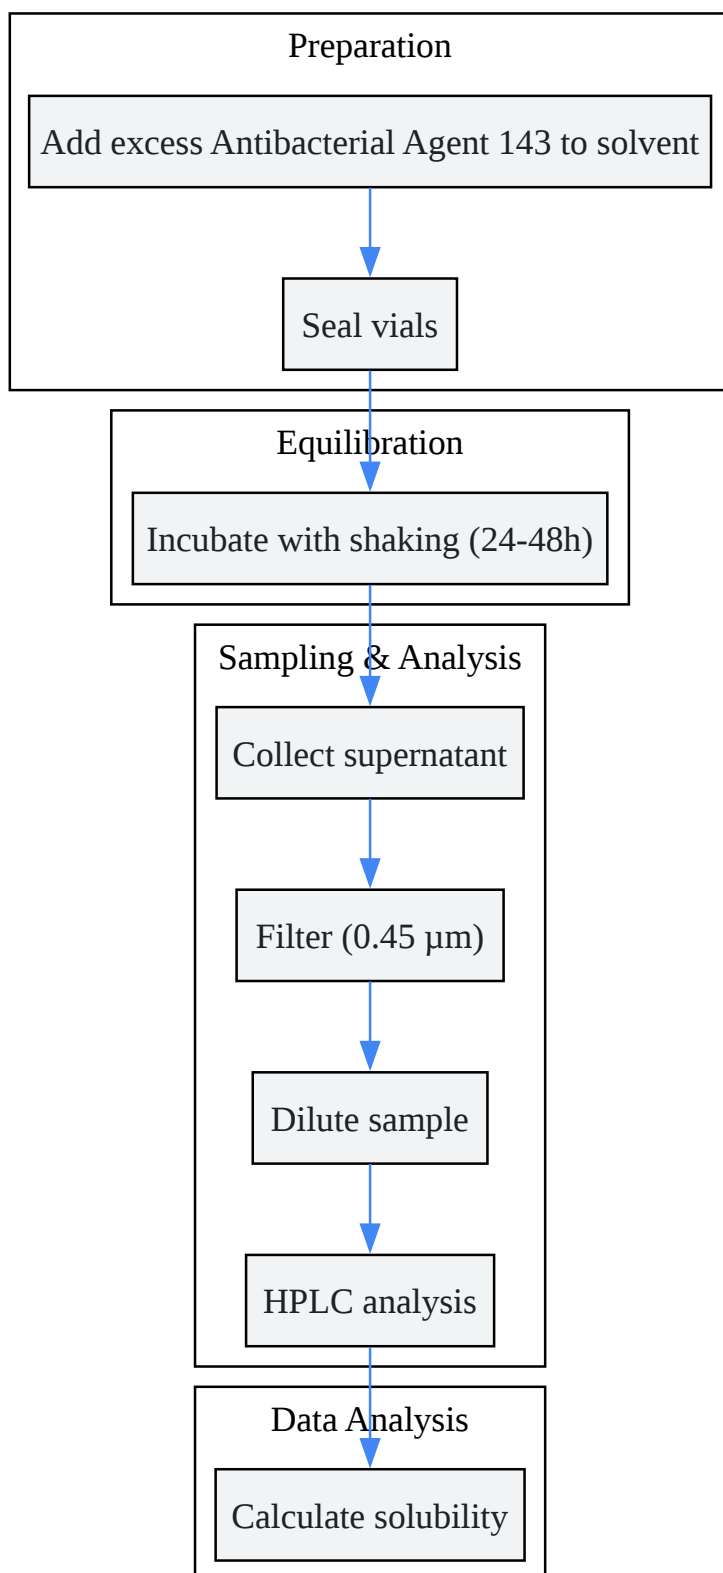 Preparation
Add excess Antibacterial Agent 143 to solvent
Seal vials
Equilibration
Incubate with shaking (24-48h)
Sampling & Analysis
Collect supernatant
Filter (0.45 µm)
Dilute sample
HPLC analysis
Data Analysis
Calculate solubility